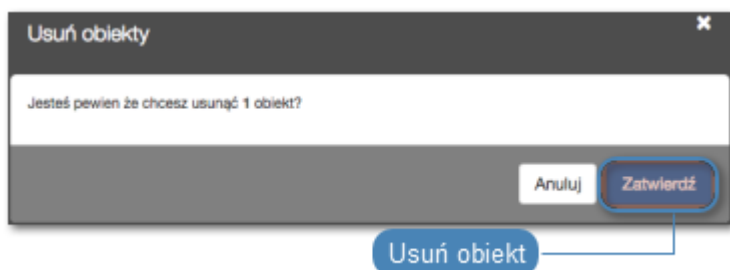 Usuń obiekty
Jesteś pewien że chcesz usunąć 1 obiekt?
Anuluj
Zatwierdź
Usuń obiekt